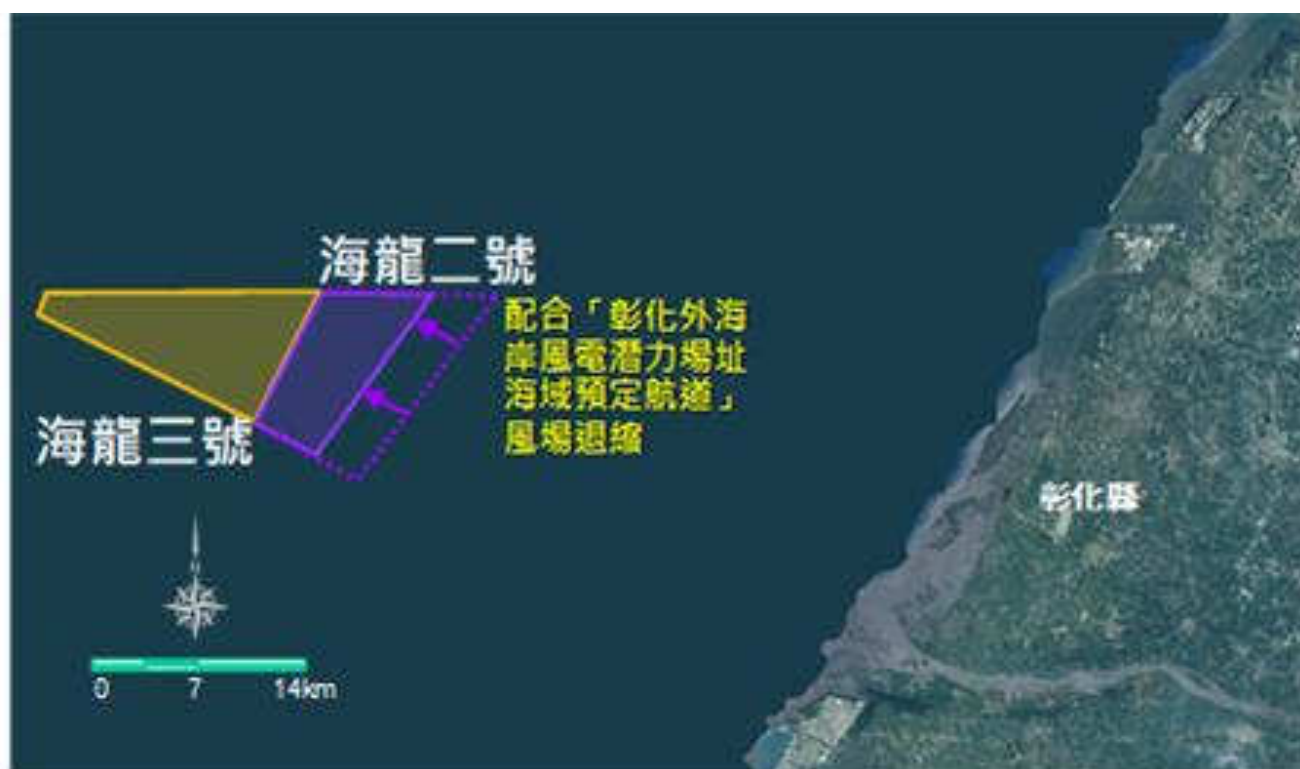 海龍二號
配合「彰化外海
岸風電潛力場址
海域預定航道」
風場退縮
海龍三號
彰化縣
0 7 14km